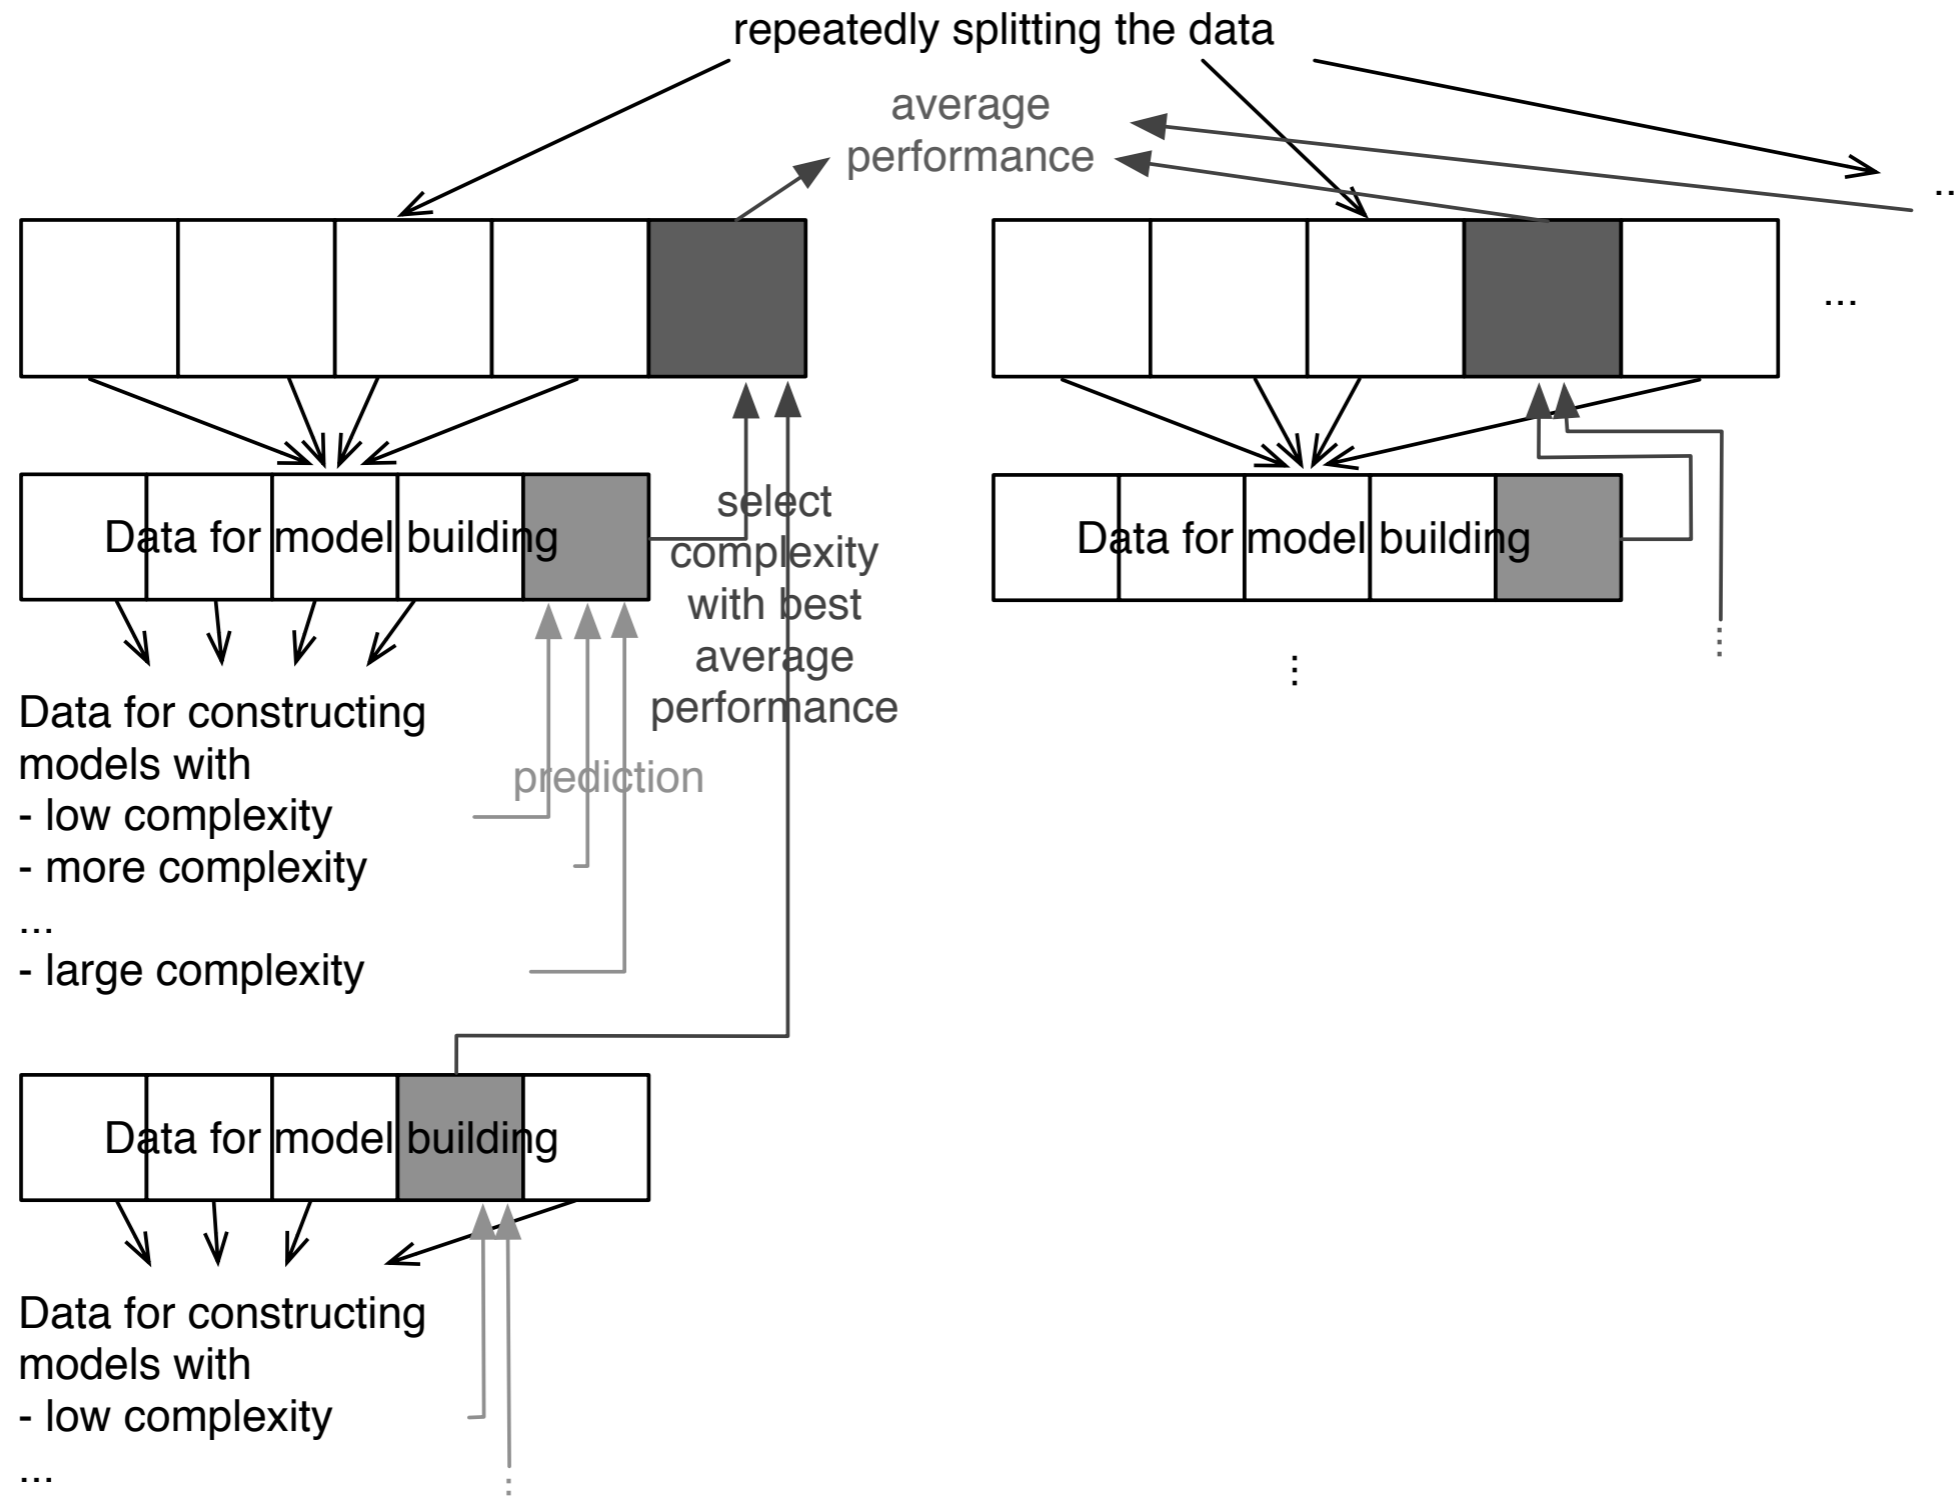 repeatedly splitting the data
average
performance
..
...
Data for model building
select
complexity
with best
average
performance
Data for model building
...
...
Data for constructing
models with
- low complexity
- more complexity
...
- large complexity
prediction
Data for model building
Data for constructing
models with
- low complexity
...
...